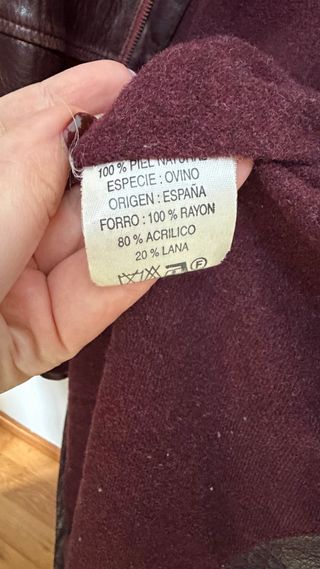 100 % PIEL NATURAL
ESPECIE : OVINO
ORIGEN : ESPAÑA
FORRO : 100 % RAYON
80 % ACRILICO
20 % LANA
F